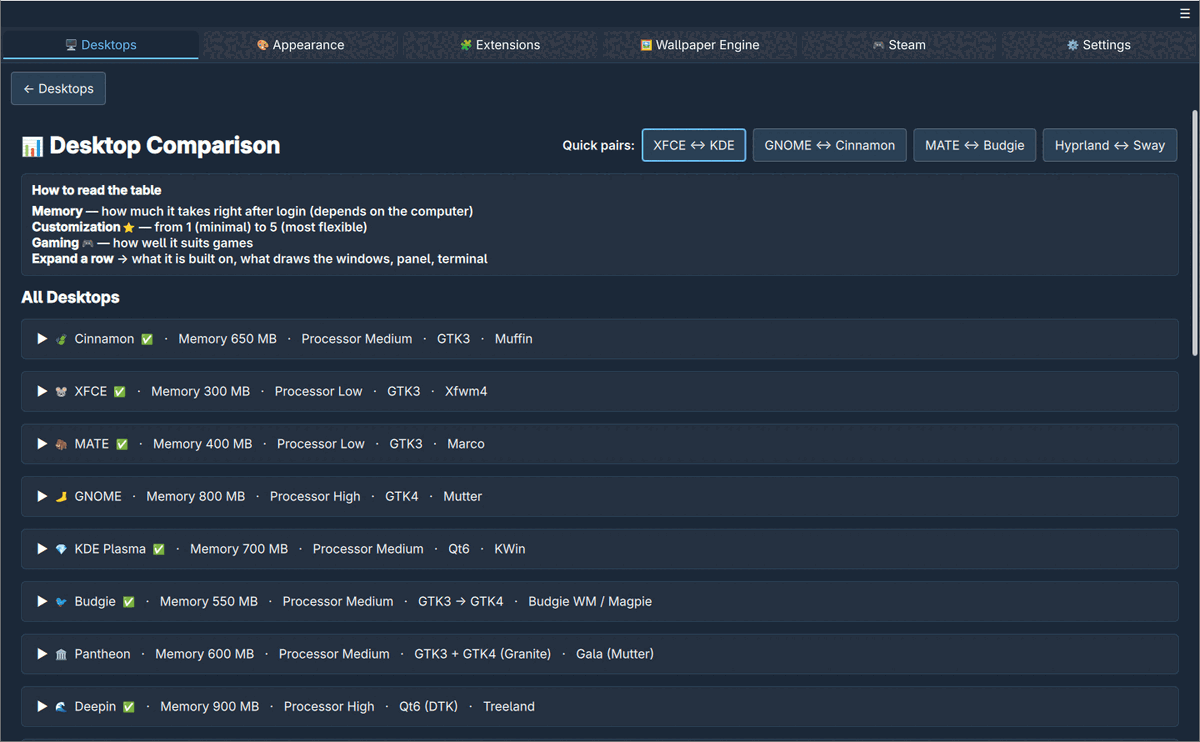 ☰
🖥️ Desktops
🎨 Appearance
🧩 Extensions
🖼️ Wallpaper Engine
🎮 Steam
⚙️ Settings
← Desktops
📊 Desktop Comparison
Quick pairs:
XFCE ↔ KDE
GNOME ↔ Cinnamon
MATE ↔ Budgie
Hyprland ↔ Sway
How to read the table
Memory — how much it takes right after login (depends on the computer)
Customization ⭐ — from 1 (minimal) to 5 (most flexible)
Gaming 🎮 — how well it suits games
Expand a row → what it is built on, what draws the windows, panel, terminal
All Desktops
▶ Cinnamon ✅ · Memory 650 MB · Processor Medium · GTK3 · Muffin
▶ XFCE ✅ · Memory 300 MB · Processor Low · GTK3 · Xfwm4
▶ MATE ✅ · Memory 400 MB · Processor Low · GTK3 · Marco
▶ GNOME · Memory 800 MB · Processor High · GTK4 · Mutter
▶ KDE Plasma ✅ · Memory 700 MB · Processor Medium · Qt6 · KWin
▶ Budgie ✅ · Memory 550 MB · Processor Medium · GTK3 → GTK4 · Budgie WM / Magpie
▶ Pantheon · Memory 600 MB · Processor Medium · GTK3 + GTK4 (Granite) · Gala (Mutter)
▶ Deepin ✅ · Memory 900 MB · Processor High · Qt6 (DTK) · Treeland